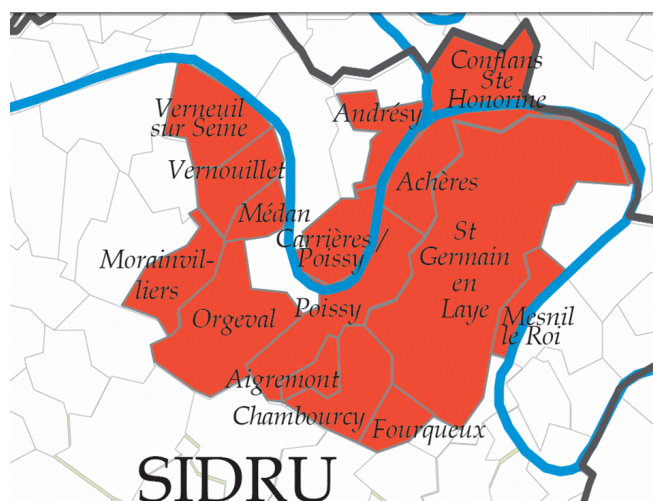 Conflans
Ste
Honorine
Verneuil
sur Seine
Andrésy
Vernouillet
Achères
Médan
Carrières /
Poissy
St
Germain
en
Laye
Morainvil-
liers
Orgeval
Poissy
Mesnil
le Roi
Aigremont
Chambourcy
Fourqueux
SIDRU